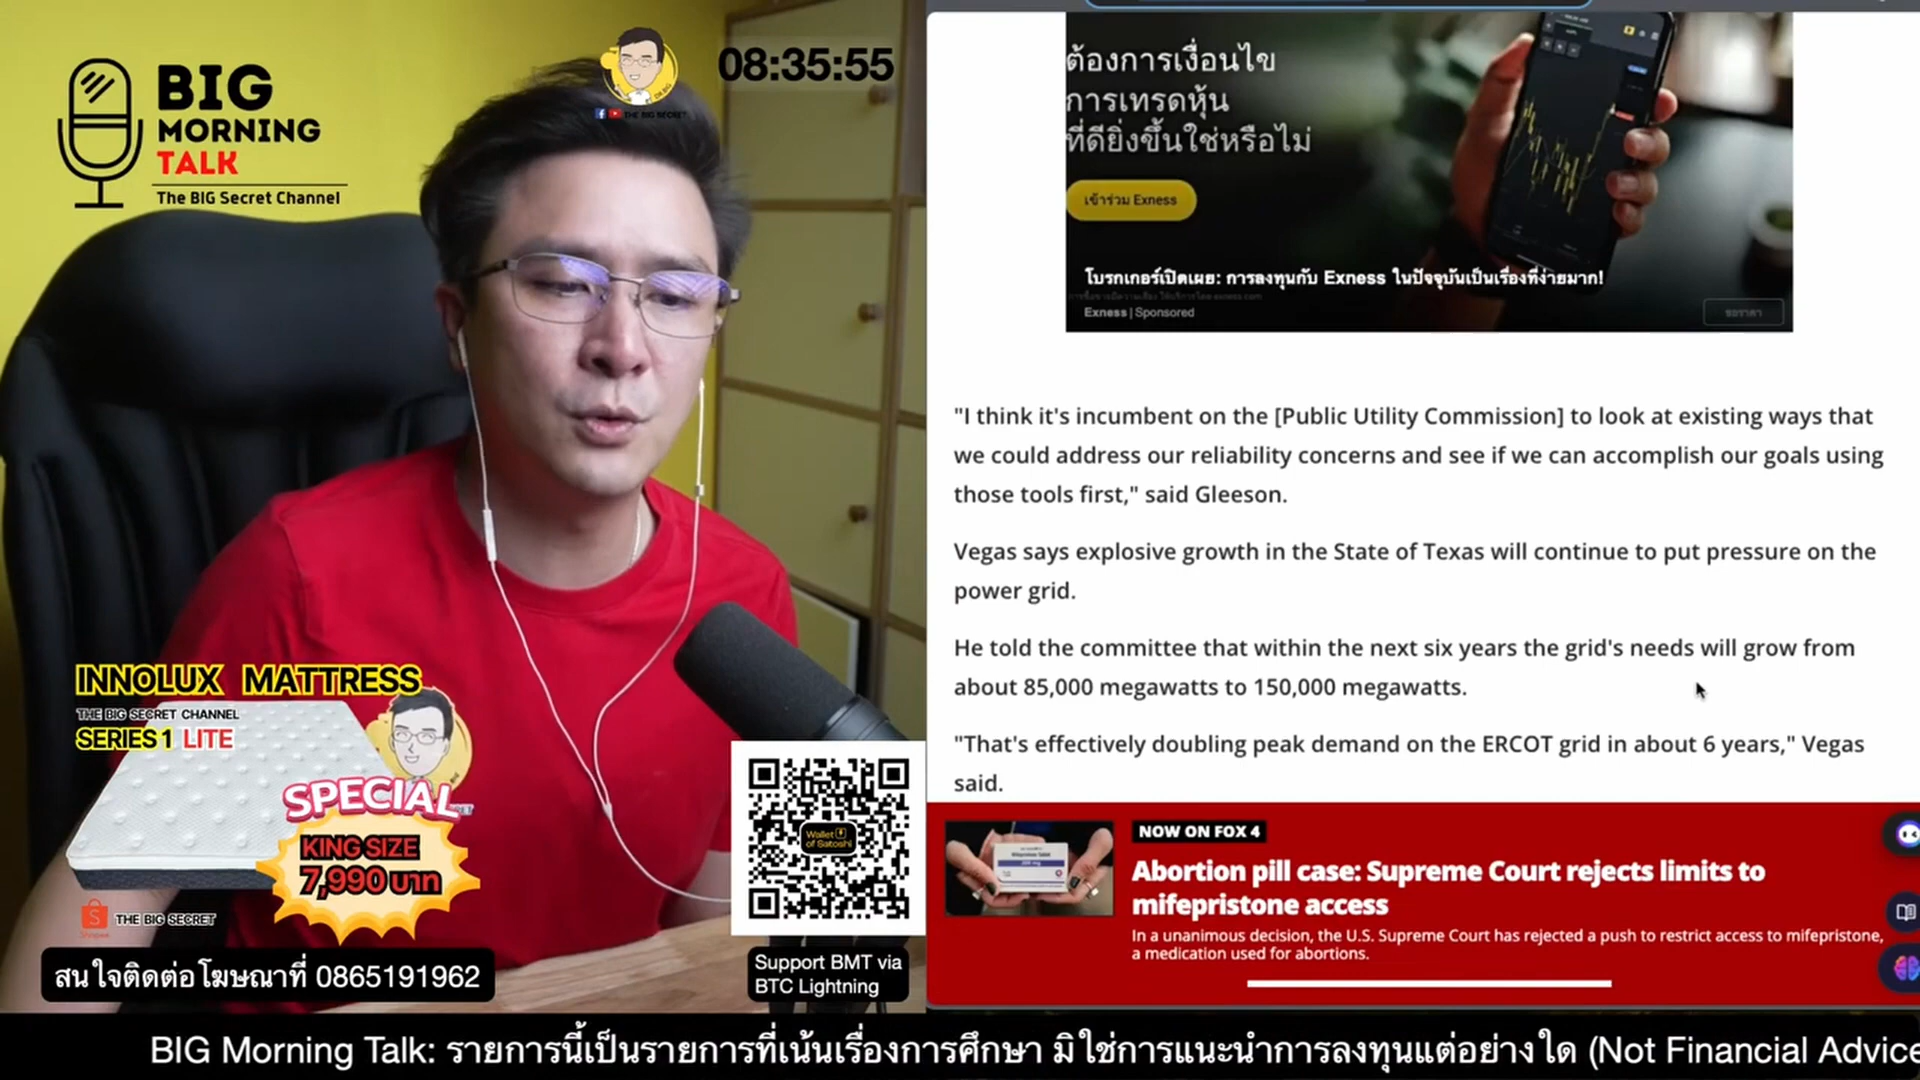 BIG
MORNING
TALK
The BIG Secret Channel
THE BIG SECRET
08:35:55
ต้องการเงื่อนไข
การเทรดหุ้น
ที่ดียิ่งขึ้นใช่หรือไม่
เข้าร่วม Exness
โบรกเกอร์เปิดเผย: การลงทุนกับ Exness ในปัจจุบันเป็นเรื่องที่ง่ายมาก!
Exness | Sponsored
ขอราคา
"I think it's incumbent on the [Public Utility Commission] to look at existing ways that
we could address our reliability concerns and see if we can accomplish our goals using
those tools first," said Gleeson.
Vegas says explosive growth in the State of Texas will continue to put pressure on the
power grid.
He told the committee that within the next six years the grid's needs will grow from
about 85,000 megawatts to 150,000 megawatts.
"That's effectively doubling peak demand on the ERCOT grid in about 6 years," Vegas
said.
NOW ON FOX 4
Abortion pill case: Supreme Court rejects limits to
mifepristone access
In a unanimous decision, the U.S. Supreme Court has rejected a push to restrict access to mifepristone,
a medication used for abortions.
INNOLUX MATTRESS
THE BIG SECRET CHANNEL
SERIES 1 LITE
SPECIAL
KING SIZE
7,990 บาท
Shopee
THE BIG SECRET
สนใจติดต่อโฆษณาที่ 0865191962
Wallet
of Satoshi
Support BMT via
BTC Lightning
BIG Morning Talk: รายการนี้เป็นรายการที่เน้นเรื่องการศึกษา มิใช่การแนะนำการลงทุนแต่อย่างใด (Not Financial Advice